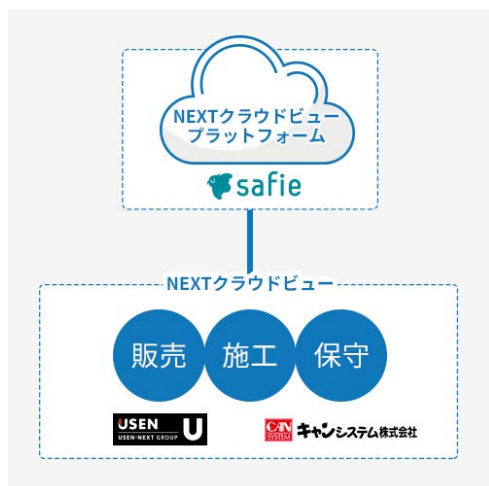 NEXTクラウドビュー
プラットフォーム
safie
NEXTクラウドビュー
販売 施工 保守
USEN
USEN-NEXT GROUP
U
CAN
SYSTEM
キャンシステム株式会社